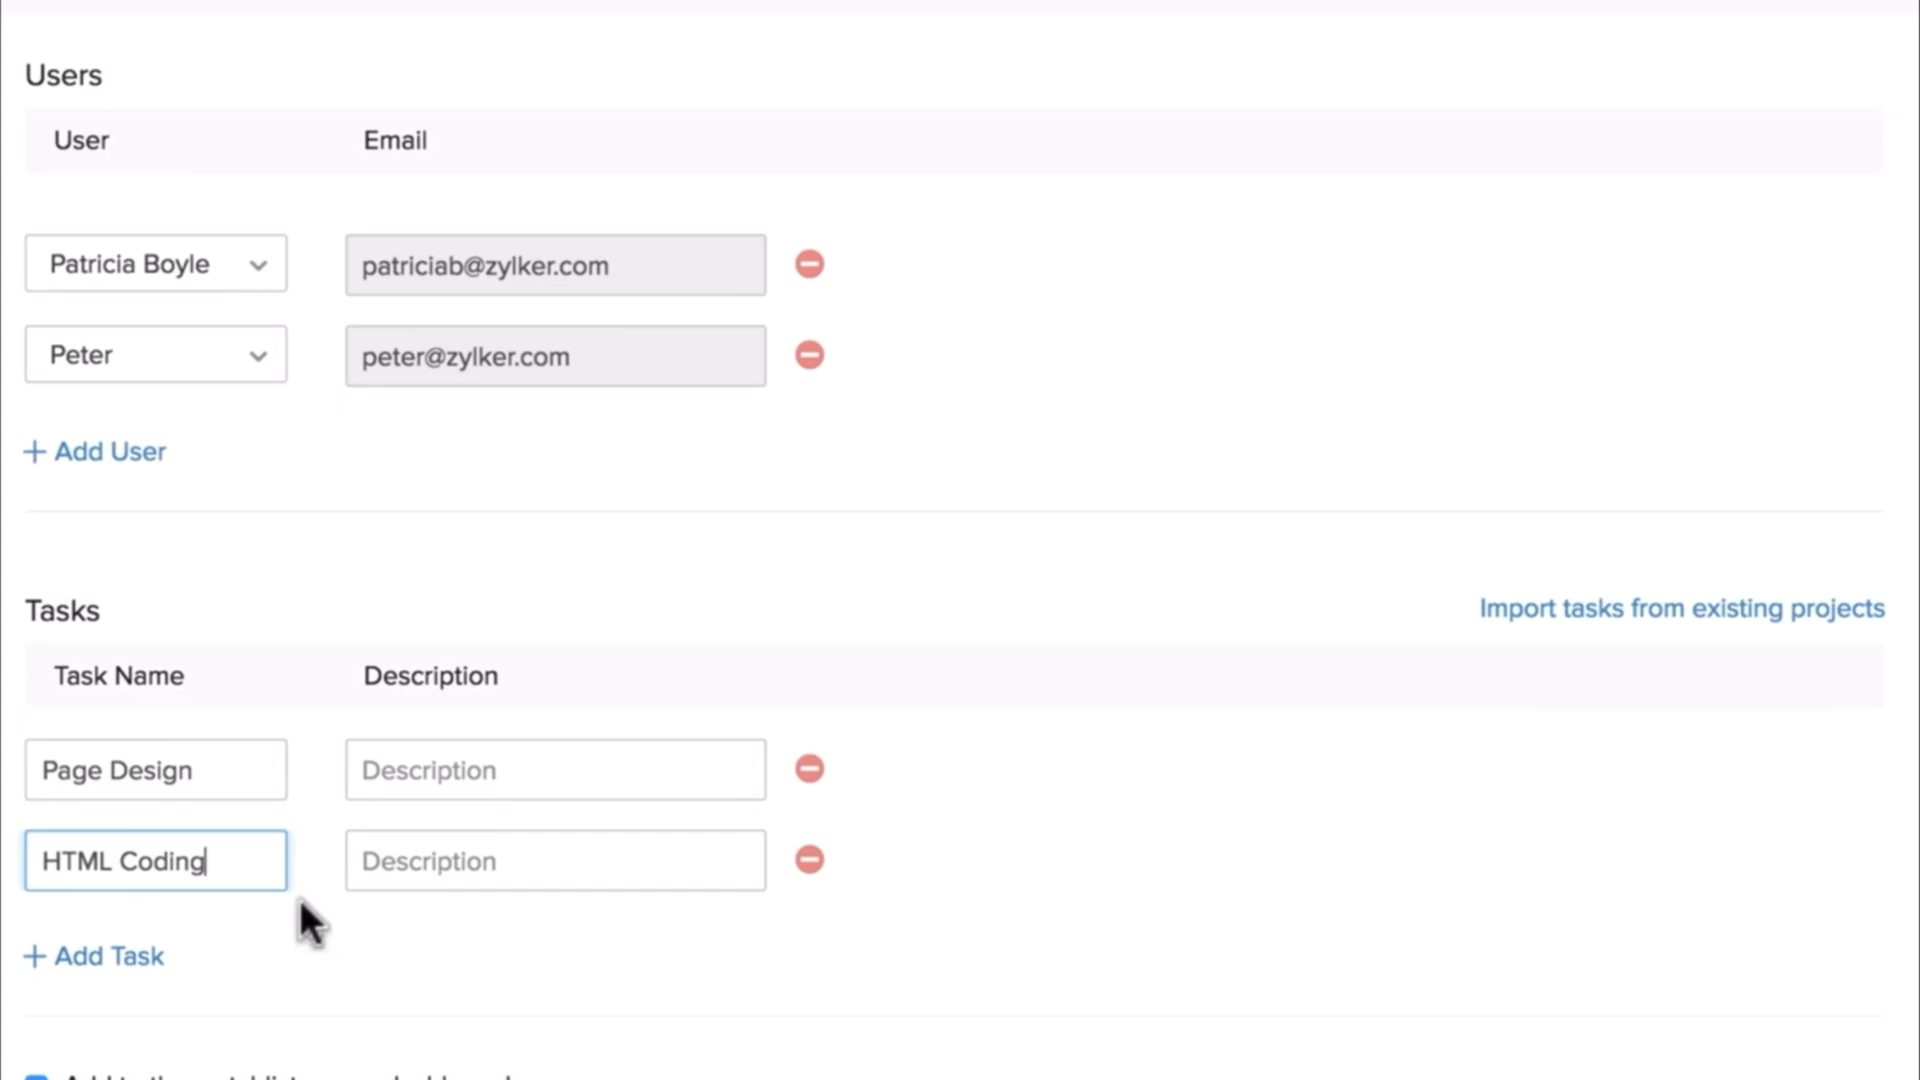 Users
User Email
Patricia Boyle patriciab@zylker.com
Peter peter@zylker.com
+ Add User
Tasks Import tasks from existing projects
Task Name Description
Page Design Description
HTML Coding Description
+ Add Task